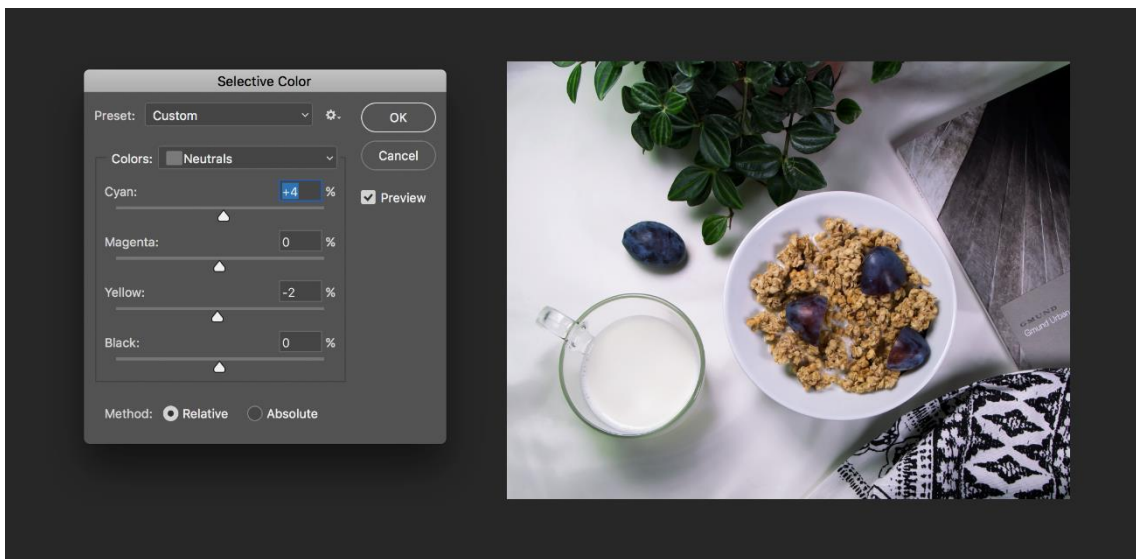 Selective Color
Preset: Custom
OK
Colors: Neutrals
Cancel
Cyan: +4 %
Preview
Magenta: 0 %
Yellow: -2 %
Black: 0 %
Method: Relative Absolute
GMUND
Gmund Urban